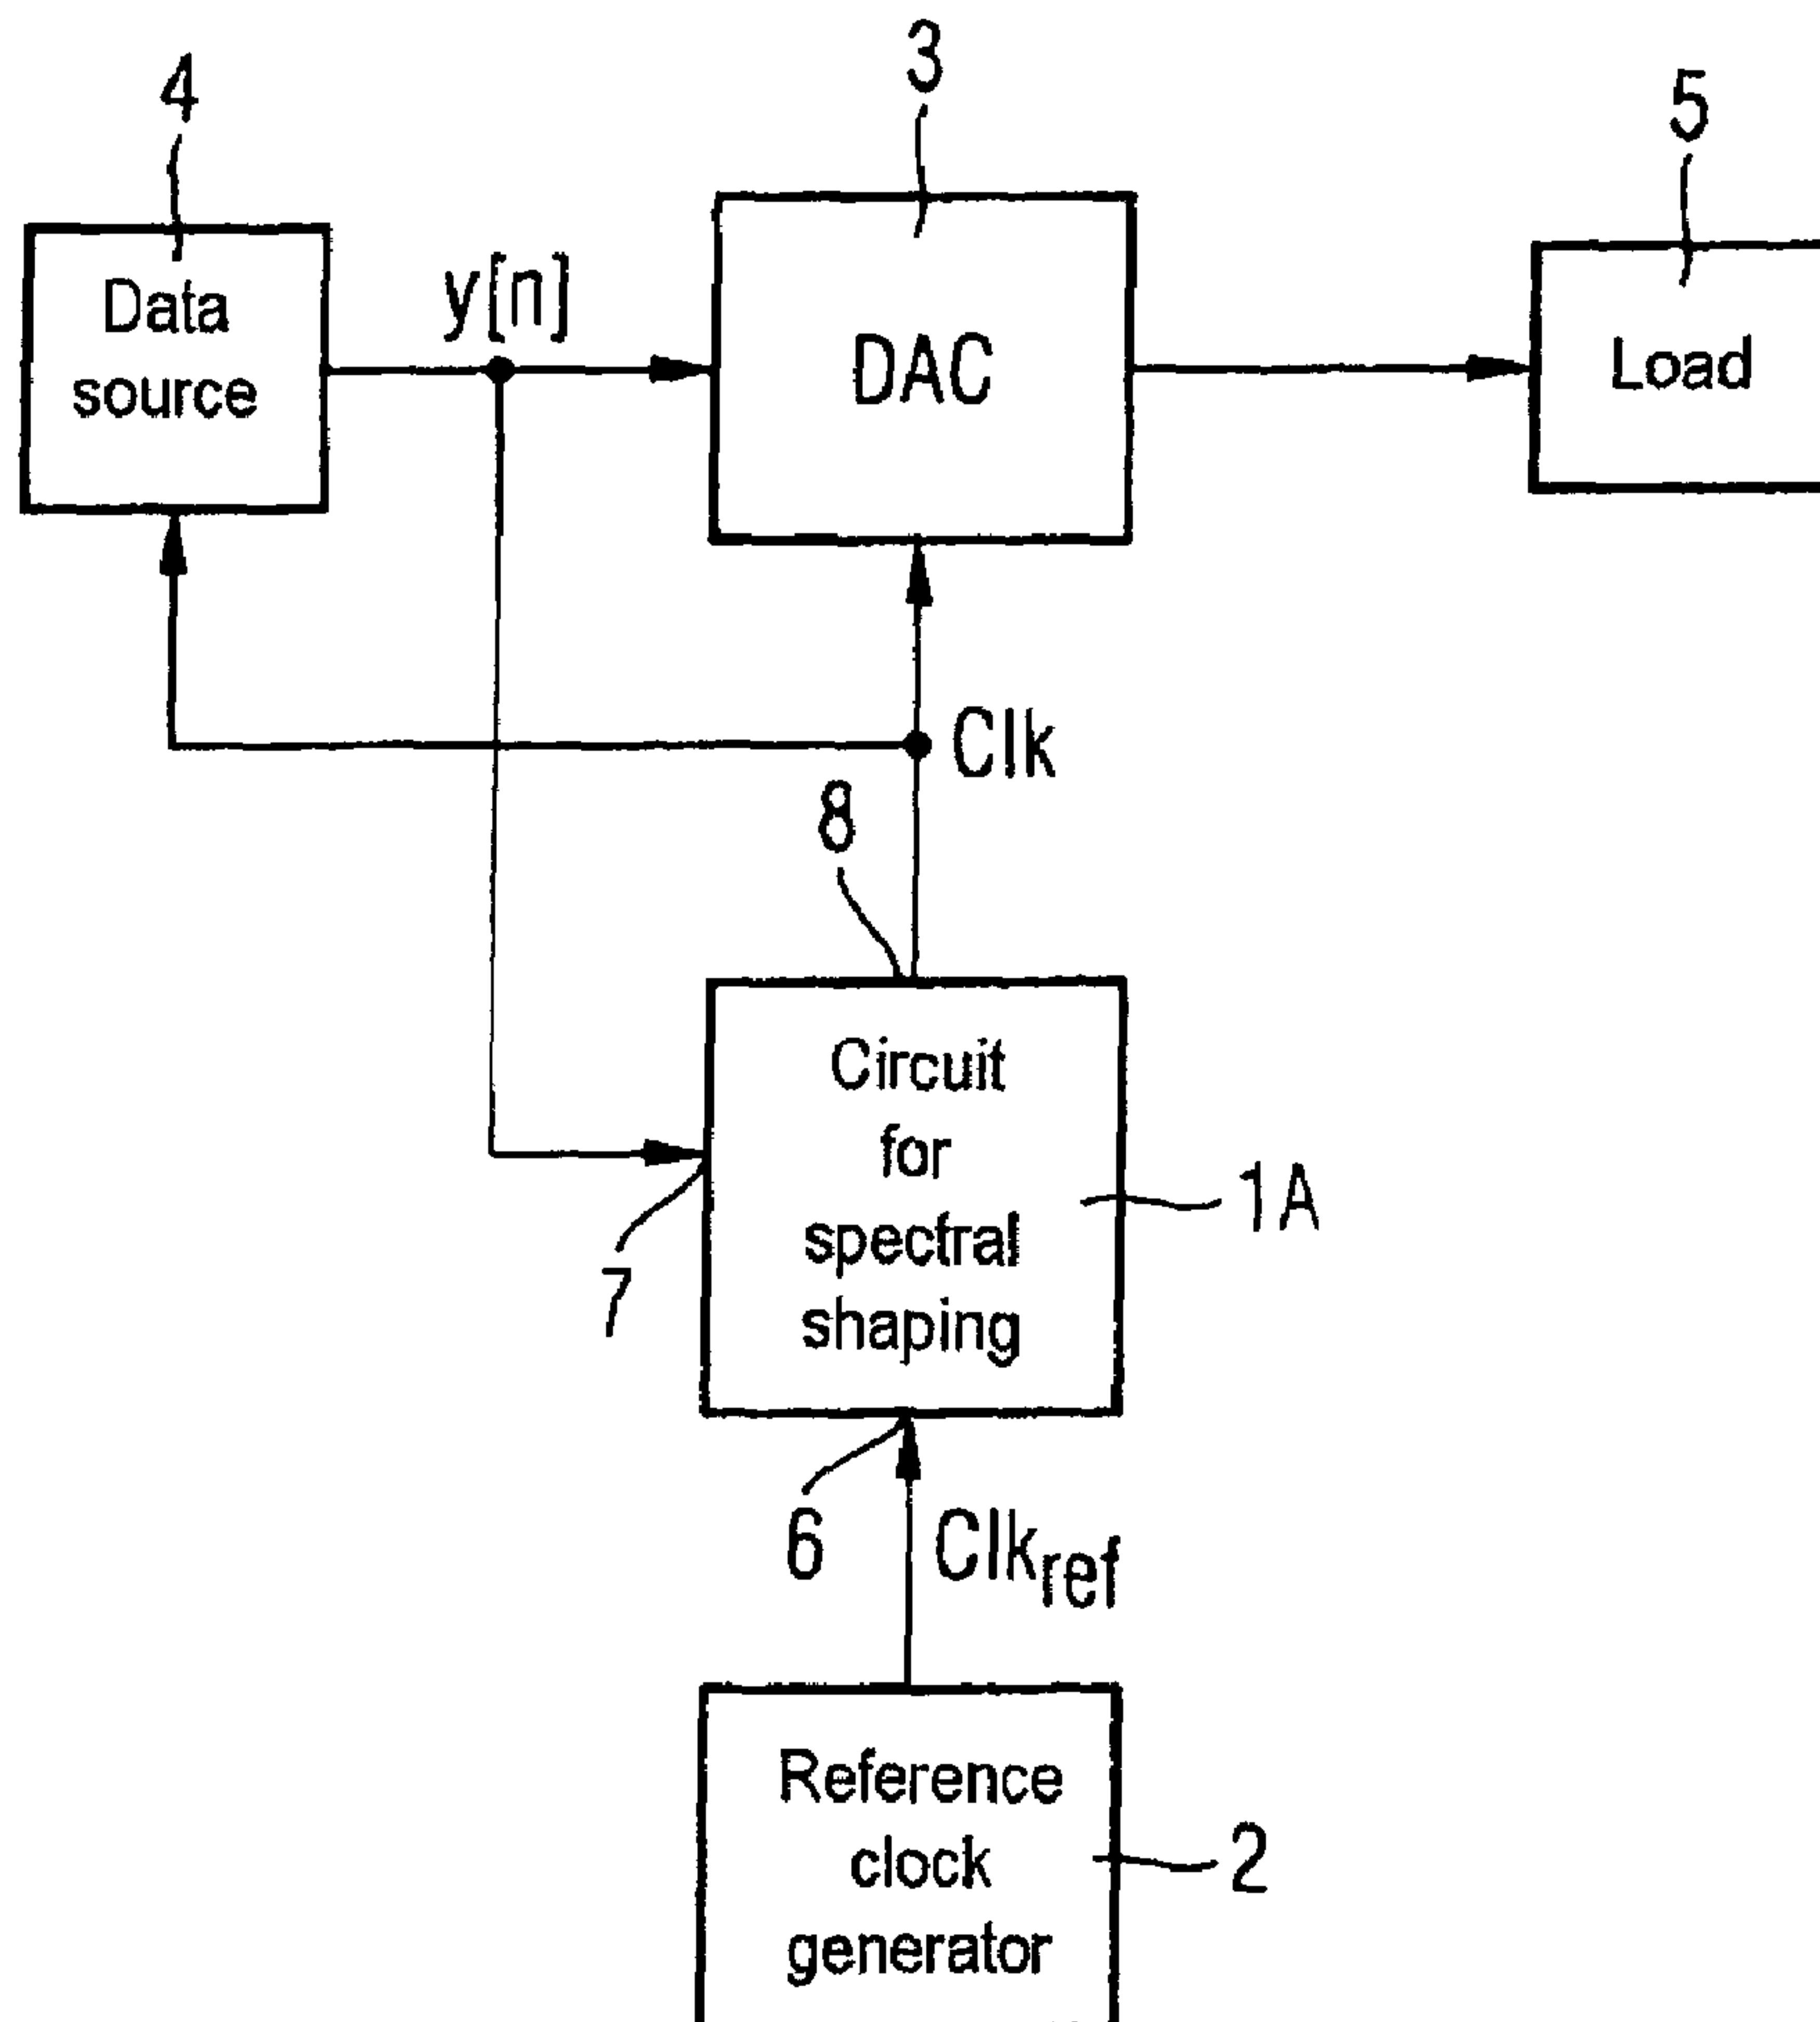 3
4
5
y[n]
Data
source
DAC
Load
Clk
8
Circuit
for
spectral
shaping
1A
7
6
Clkref
Reference
clock
generator
2